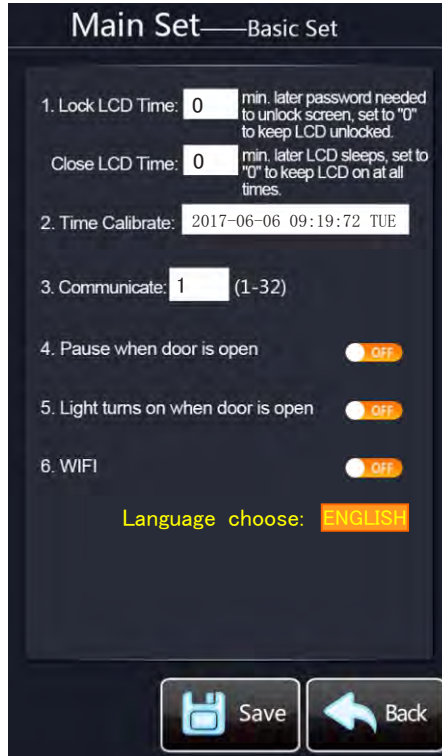 Main Set——Basic Set
1. Lock LCD Time: 0 min. later password needed
to unlock screen, set to "0"
to keep LCD unlocked.
Close LCD Time: 0 min. later LCD sleeps, set to
"0" to keep LCD on at all
times.
2. Time Calibrate: 2017-06-06 09:19:72 TUE
3. Communicate: 1 (1-32)
4. Pause when door is open OFF
5. Light turns on when door is open OFF
6. WIFI OFF
Language choose: ENGLISH
Save Back